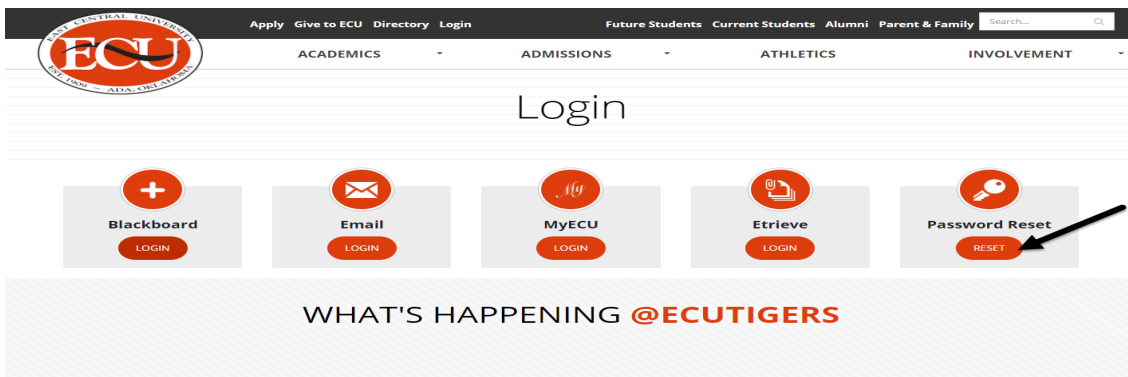 EAST CENTRAL UNIVERSITY
ECU
EST. 1909 ~ ADA, OKLAHOMA
Apply Give to ECU Directory Login Future Students Current Students Alumni Parent & Family Search...
ACADEMICS ADMISSIONS ATHLETICS INVOLVEMENT
Login
My
Blackboard Email MyECU Etrieve Password Reset
LOGIN LOGIN LOGIN LOGIN RESET
WHAT'S HAPPENING @ECUTIGERS